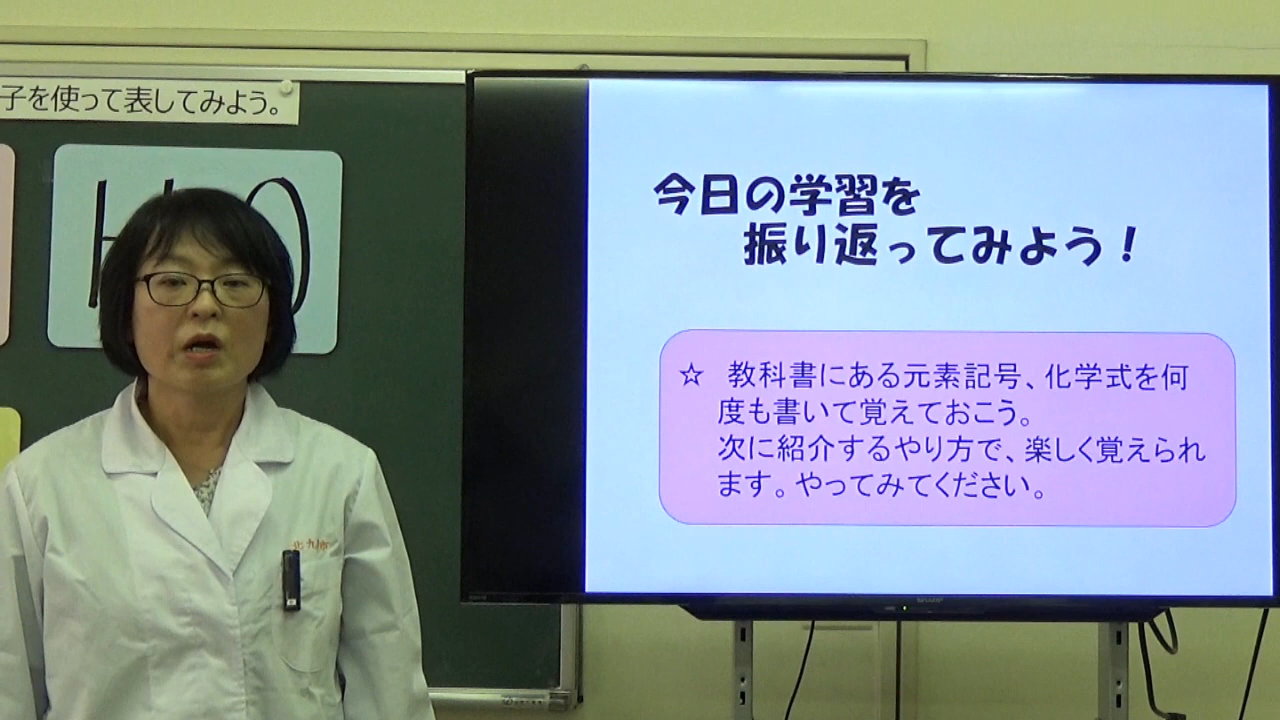 子を使って表してみよう。
H O
今日の学習を
振り返ってみよう!
☆ 教科書にある元素記号、化学式を何
度も書いて覚えておこう。
次に紹介するやり方で、楽しく覚えられ
ます。やってみてください。
SHARP